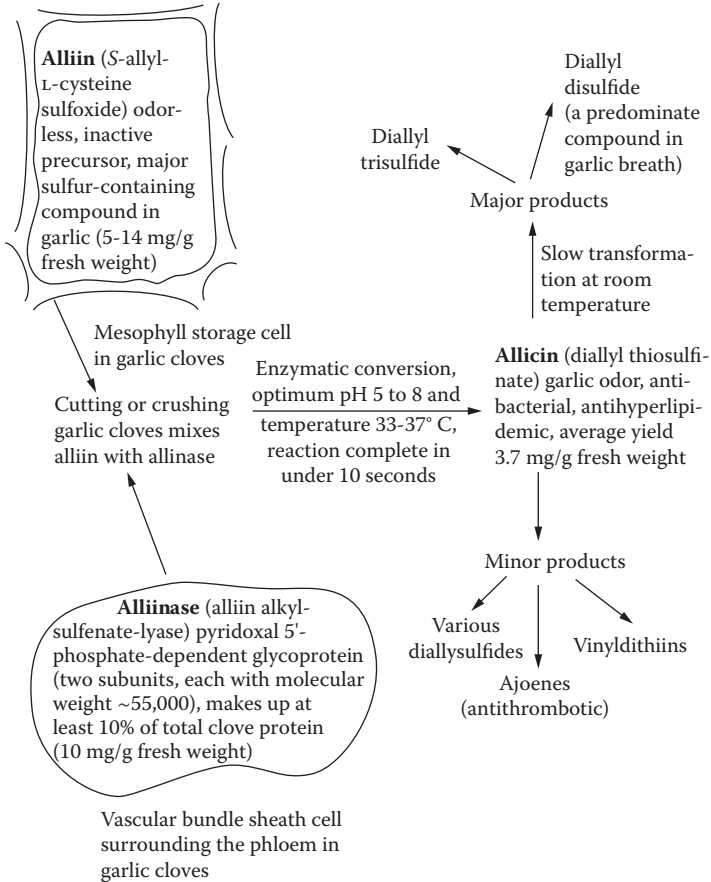 Alliin (S-allyl-
L-cysteine
sulfoxide) odor-
less, inactive
precursor, major
sulfur-containing
compound in
garlic (5-14 mg/g
fresh weight)
Mesophyll storage cell
in garlic cloves
Cutting or crushing
garlic cloves mixes
alliin with allinase
Enzymatic conversion,
optimum pH 5 to 8 and
temperature 33-37° C,
reaction complete in
under 10 seconds
Diallyl
trisulfide
Diallyl
disulfide
(a predominate
compound in
garlic breath)
Major products
Slow transforma-
tion at room
temperature
Allicin (diallyl thiosulfi-
nate) garlic odor, anti-
bacterial, antihyperlipi-
demic, average yield
3.7 mg/g fresh weight
Minor products
Various
diallysulfides
Ajoenes
(antithrombotic)
Vinyldithiins
Alliinase (alliin alkyl-
sulfenate-lyase) pyridoxal 5'-
phosphate-dependent glycoprotein
(two subunits, each with molecular
weight ~55,000), makes up at
least 10% of total clove protein
(10 mg/g fresh weight)
Vascular bundle sheath cell
surrounding the phloem in
garlic cloves